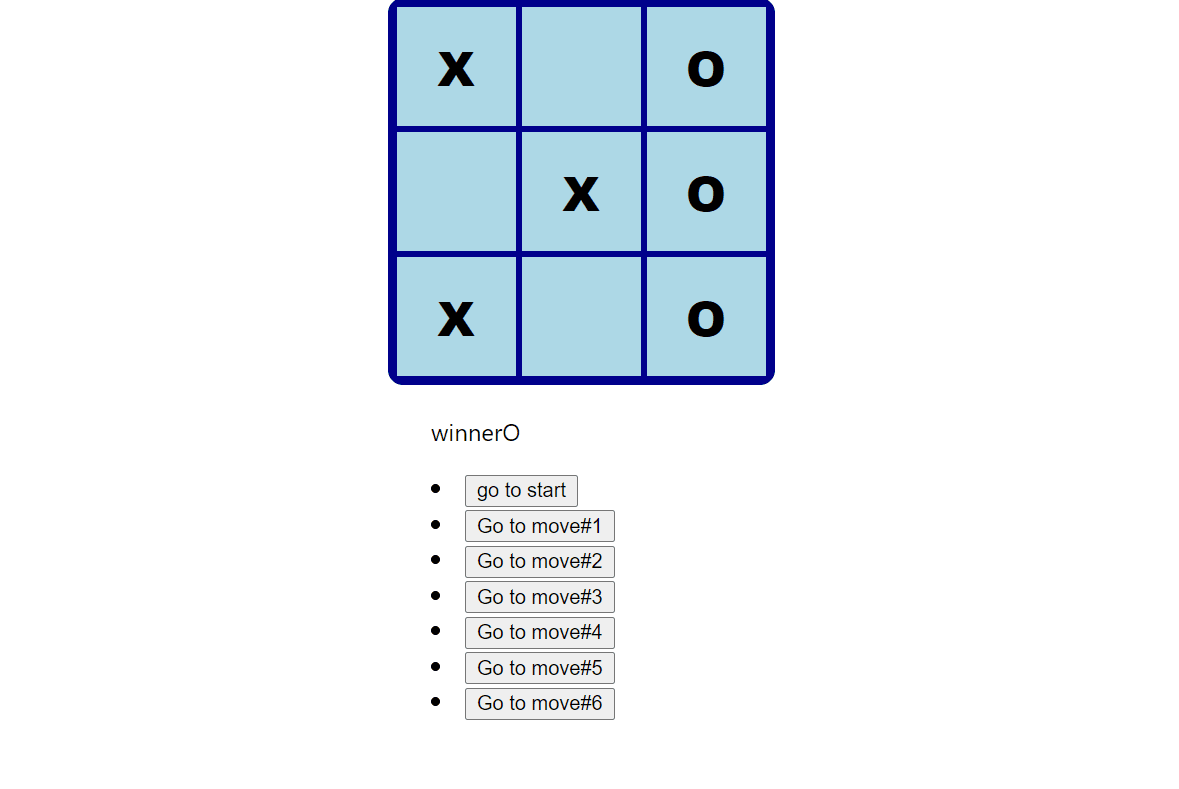 X O
X O
X O
winnerO
go to start
Go to move#1
Go to move#2
Go to move#3
Go to move#4
Go to move#5
Go to move#6